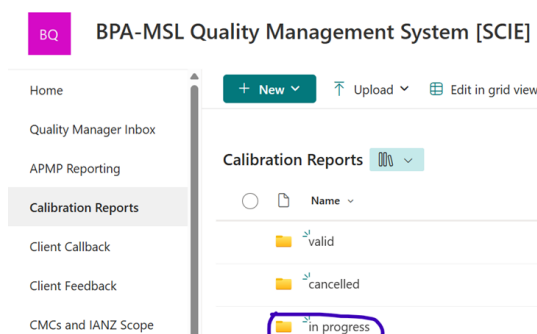 BQ
BPA-MSL Quality Management System [SCIE]
Home
Quality Manager Inbox
APMP Reporting
Calibration Reports
Client Callback
Client Feedback
CMCs and IANZ Scope
+ New
Upload
Edit in grid view
Calibration Reports
Name
valid
cancelled
in progress